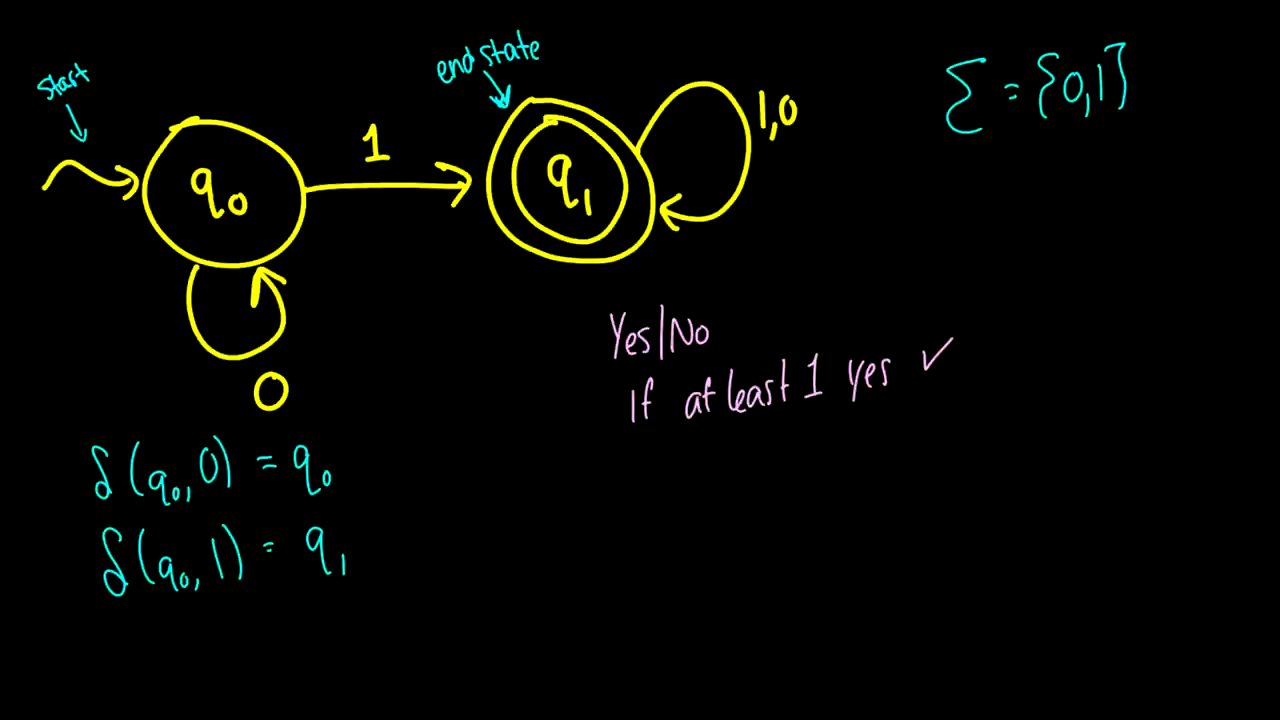 start
end state
Σ = {0,1}
1
1,0
q₀
q₁
0
Yes/No
If at least 1 yes ✓
δ(q₀,0) = q₀
δ(q₀,1) = q₁